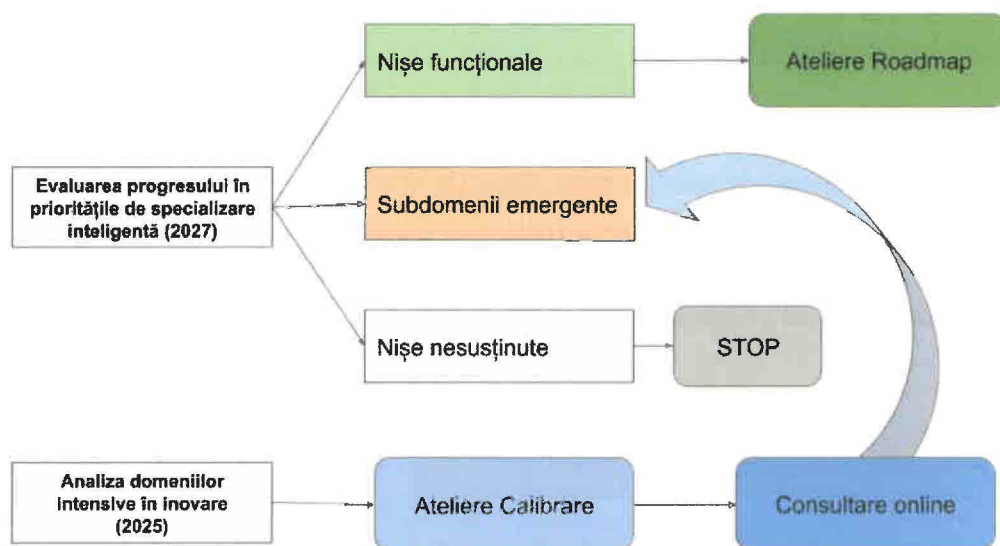 Nișe funcționale
Ateliere Roadmap
Evaluarea progresului în
prioritățile de specializare
inteligentă (2027)
Subdomenii emergente
Nișe nesusținute
STOP
Analiza domeniilor
intensive în inovare
(2025)
Ateliere Calibrare
Consultare online